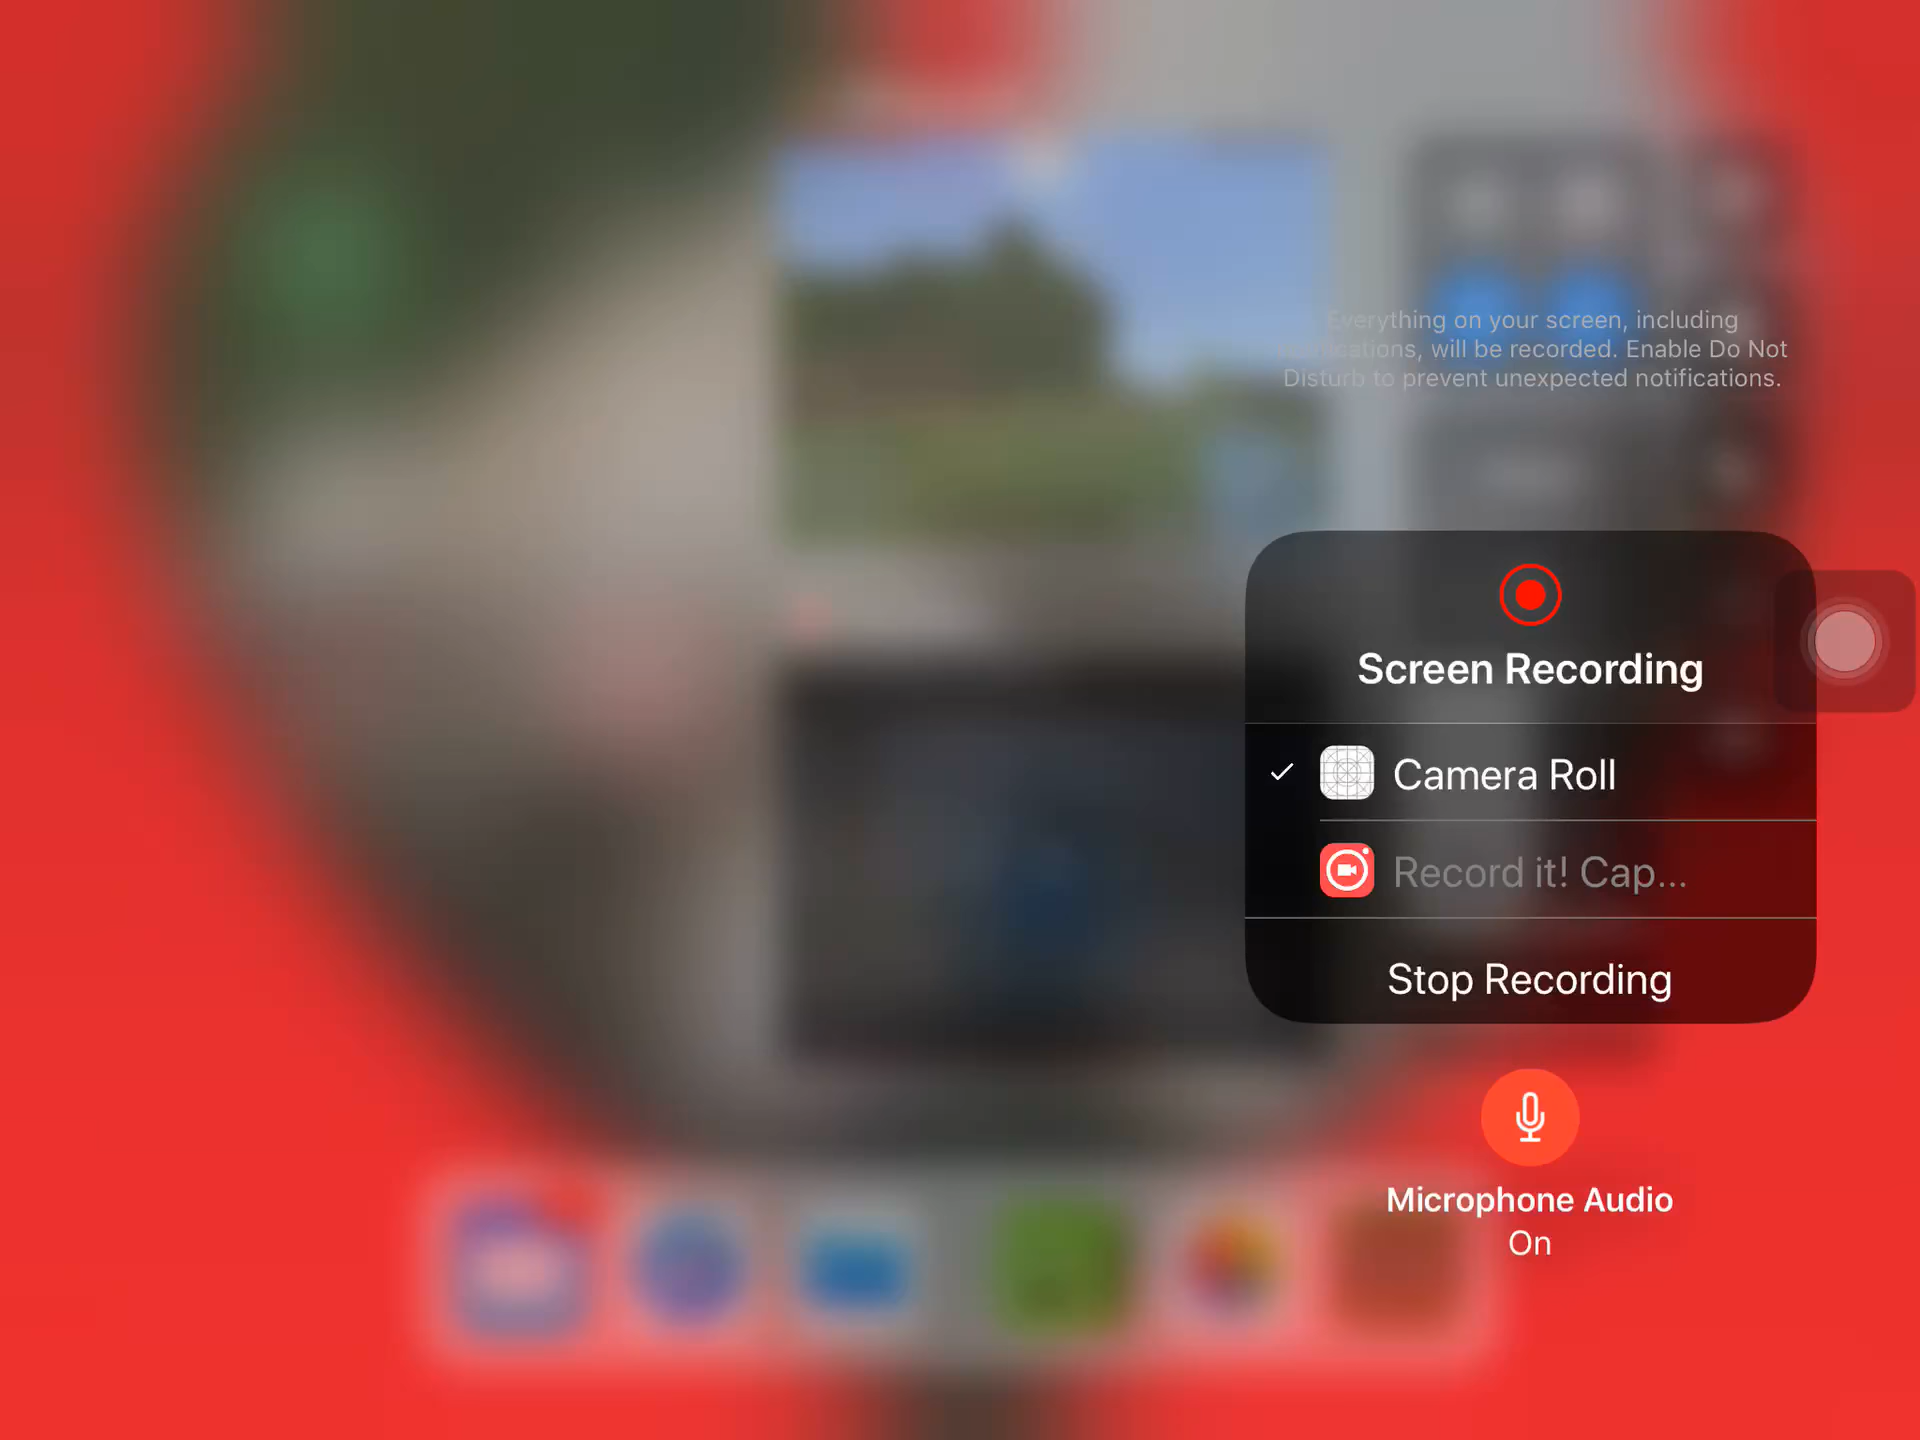 Everything on your screen, including
notifications, will be recorded. Enable Do Not
Disturb to prevent unexpected notifications.
Screen Recording
Camera Roll
Record it! Cap...
Stop Recording
Microphone Audio
On